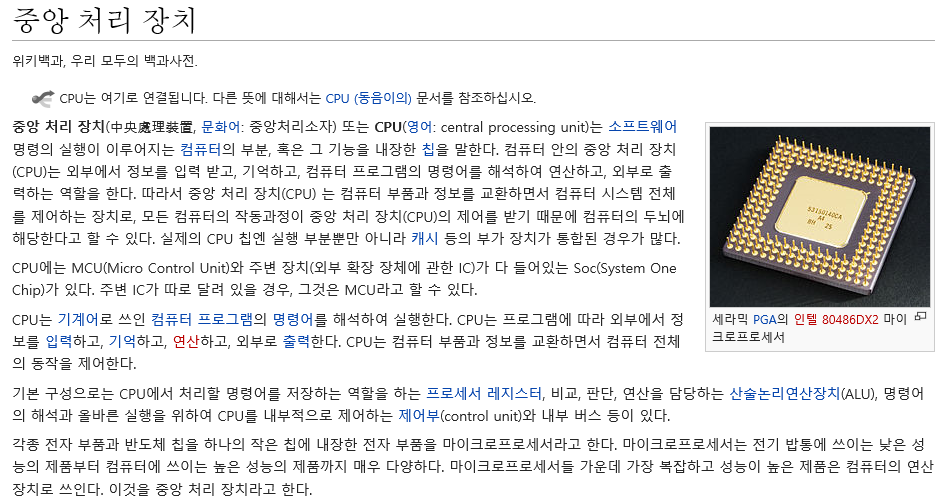 중앙 처리 장치
위키백과, 우리 모두의 백과사전.
CPU는 여기로 연결됩니다. 다른 뜻에 대해서는 CPU (동음이의) 문서를 참조하십시오.
중앙 처리 장치(中央處理裝置, 문화어: 중앙처리소자) 또는 CPU(영어: central processing unit)는 소프트웨어
명령의 실행이 이루어지는 컴퓨터의 부분, 혹은 그 기능을 내장한 칩을 말한다. 컴퓨터 안의 중앙 처리 장치
(CPU)는 외부에서 정보를 입력 받고, 기억하고, 컴퓨터 프로그램의 명령어를 해석하여 연산하고, 외부로 출
력하는 역할을 한다. 따라서 중앙 처리 장치(CPU) 는 컴퓨터 부품과 정보를 교환하면서 컴퓨터 시스템 전체
를 제어하는 장치로, 모든 컴퓨터의 작동과정이 중앙 처리 장치(CPU)의 제어를 받기 때문에 컴퓨터의 두뇌에
해당한다고 할 수 있다. 실제의 CPU 칩엔 실행 부분뿐만 아니라 캐시 등의 부가 장치가 통합된 경우가 많다.
CPU에는 MCU(Micro Control Unit)와 주변 장치(외부 확장 장체에 관한 IC)가 다 들어있는 Soc(System One
Chip)가 있다. 주변 IC가 따로 달려 있을 경우, 그것은 MCU라고 할 수 있다.
CPU는 기계어로 쓰인 컴퓨터 프로그램의 명령어를 해석하여 실행한다. CPU는 프로그램에 따라 외부에서 정
보를 입력하고, 기억하고, 연산하고, 외부로 출력한다. CPU는 컴퓨터 부품과 정보를 교환하면서 컴퓨터 전체
의 동작을 제어한다.
기본 구성으로는 CPU에서 처리할 명령어를 저장하는 역할을 하는 프로세서 레지스터, 비교, 판단, 연산을 담당하는 산술논리연산장치(ALU), 명령어
의 해석과 올바른 실행을 위하여 CPU를 내부적으로 제어하는 제어부(control unit)와 내부 버스 등이 있다.
각종 전자 부품과 반도체 칩을 하나의 작은 칩에 내장한 전자 부품을 마이크로프로세서라고 한다. 마이크로프로세서는 전기 밥통에 쓰이는 낮은 성
능의 제품부터 컴퓨터에 쓰이는 높은 성능의 제품까지 매우 다양하다. 마이크로프로세서들 가운데 가장 복잡하고 성능이 높은 제품은 컴퓨터의 연산
장치로 쓰인다. 이것을 중앙 처리 장치라고 한다.
세라믹 PGA의 인텔 80486DX2 마이
크로프로세서